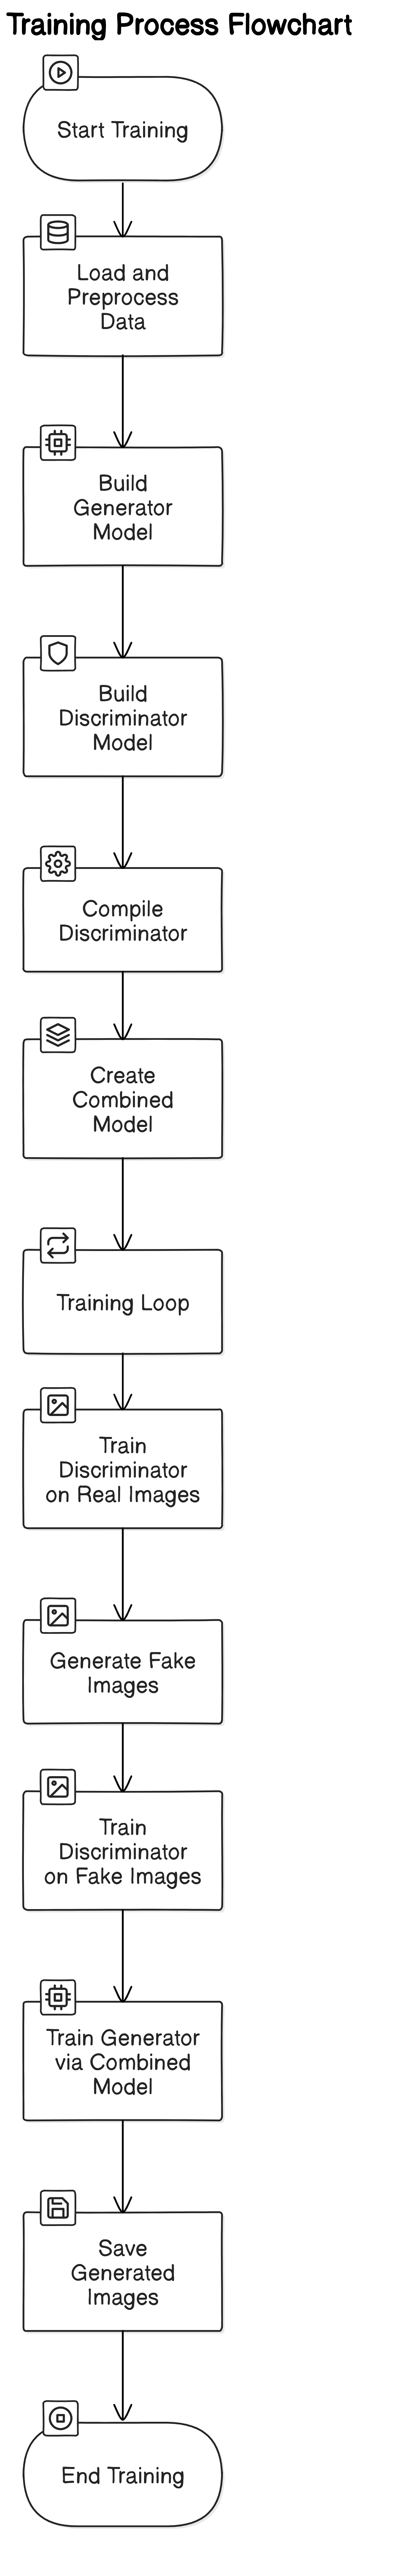 Training Process Flowchart
Start Training
Load and
Preprocess
Data
Build
Generator
Model
Build
Discriminator
Model
Compile
Discriminator
Create
Combined
Model
Training Loop
Train
Discriminator
on Real Images
Generate Fake
Images
Train
Discriminator
on Fake Images
Train Generator
via Combined
Model
Save
Generated
Images
End Training